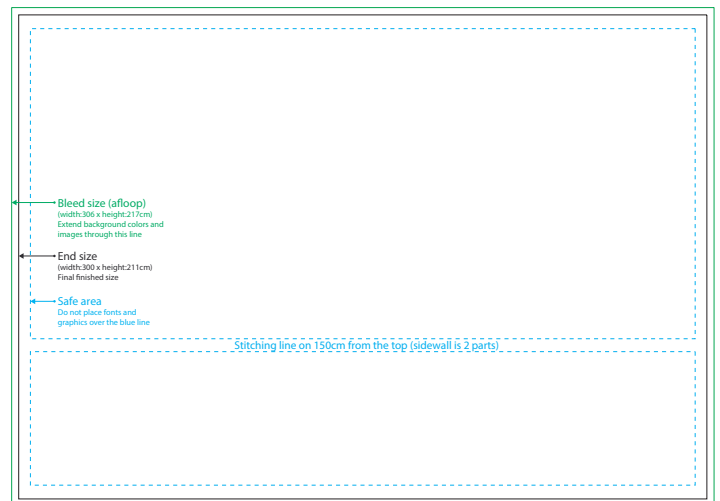 Bleed size (afloop)
(width:306 x height:217cm)
Extend background colors and
images through this line
End size
(width:300 x height:211cm)
Final finished size
Safe area
Do not place fonts and
graphics over the blue line
Stitching line on 150cm from the top (sidewall is 2 parts)